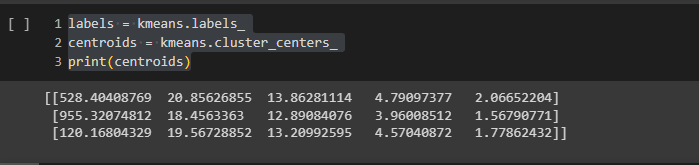 [ ] 1 labels = kmeans.labels_
2 centroids = kmeans.cluster_centers_
3 print(centroids)
[[528.40408769 20.85626855 13.86281114 4.79097377 2.06652204]
[955.32074812 18.4563363 12.89084076 3.96008512 1.56790771]
[120.16804329 19.56728852 13.20992595 4.57040872 1.77862432]]